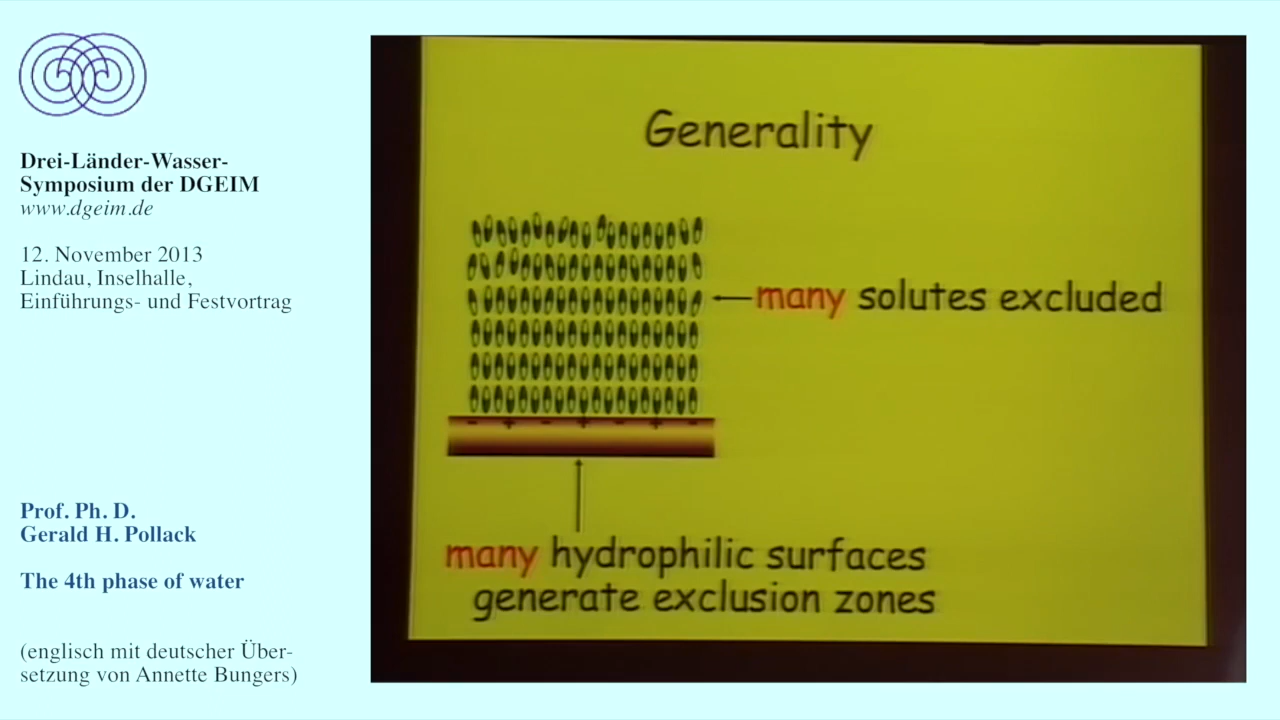 Drei-Länder-Wasser-
Symposium der DGEIM
www.dgeim.de
12. November 2013
Lindau, Inselhalle,
Einführungs- und Festvortrag
Prof. Ph. D.
Gerald H. Pollack
The 4th phase of water
(englisch mit deutscher Über-
setzung von Annette Bungers)
Generality
many solutes excluded
- + - + - + -
many hydrophilic surfaces
generate exclusion zones